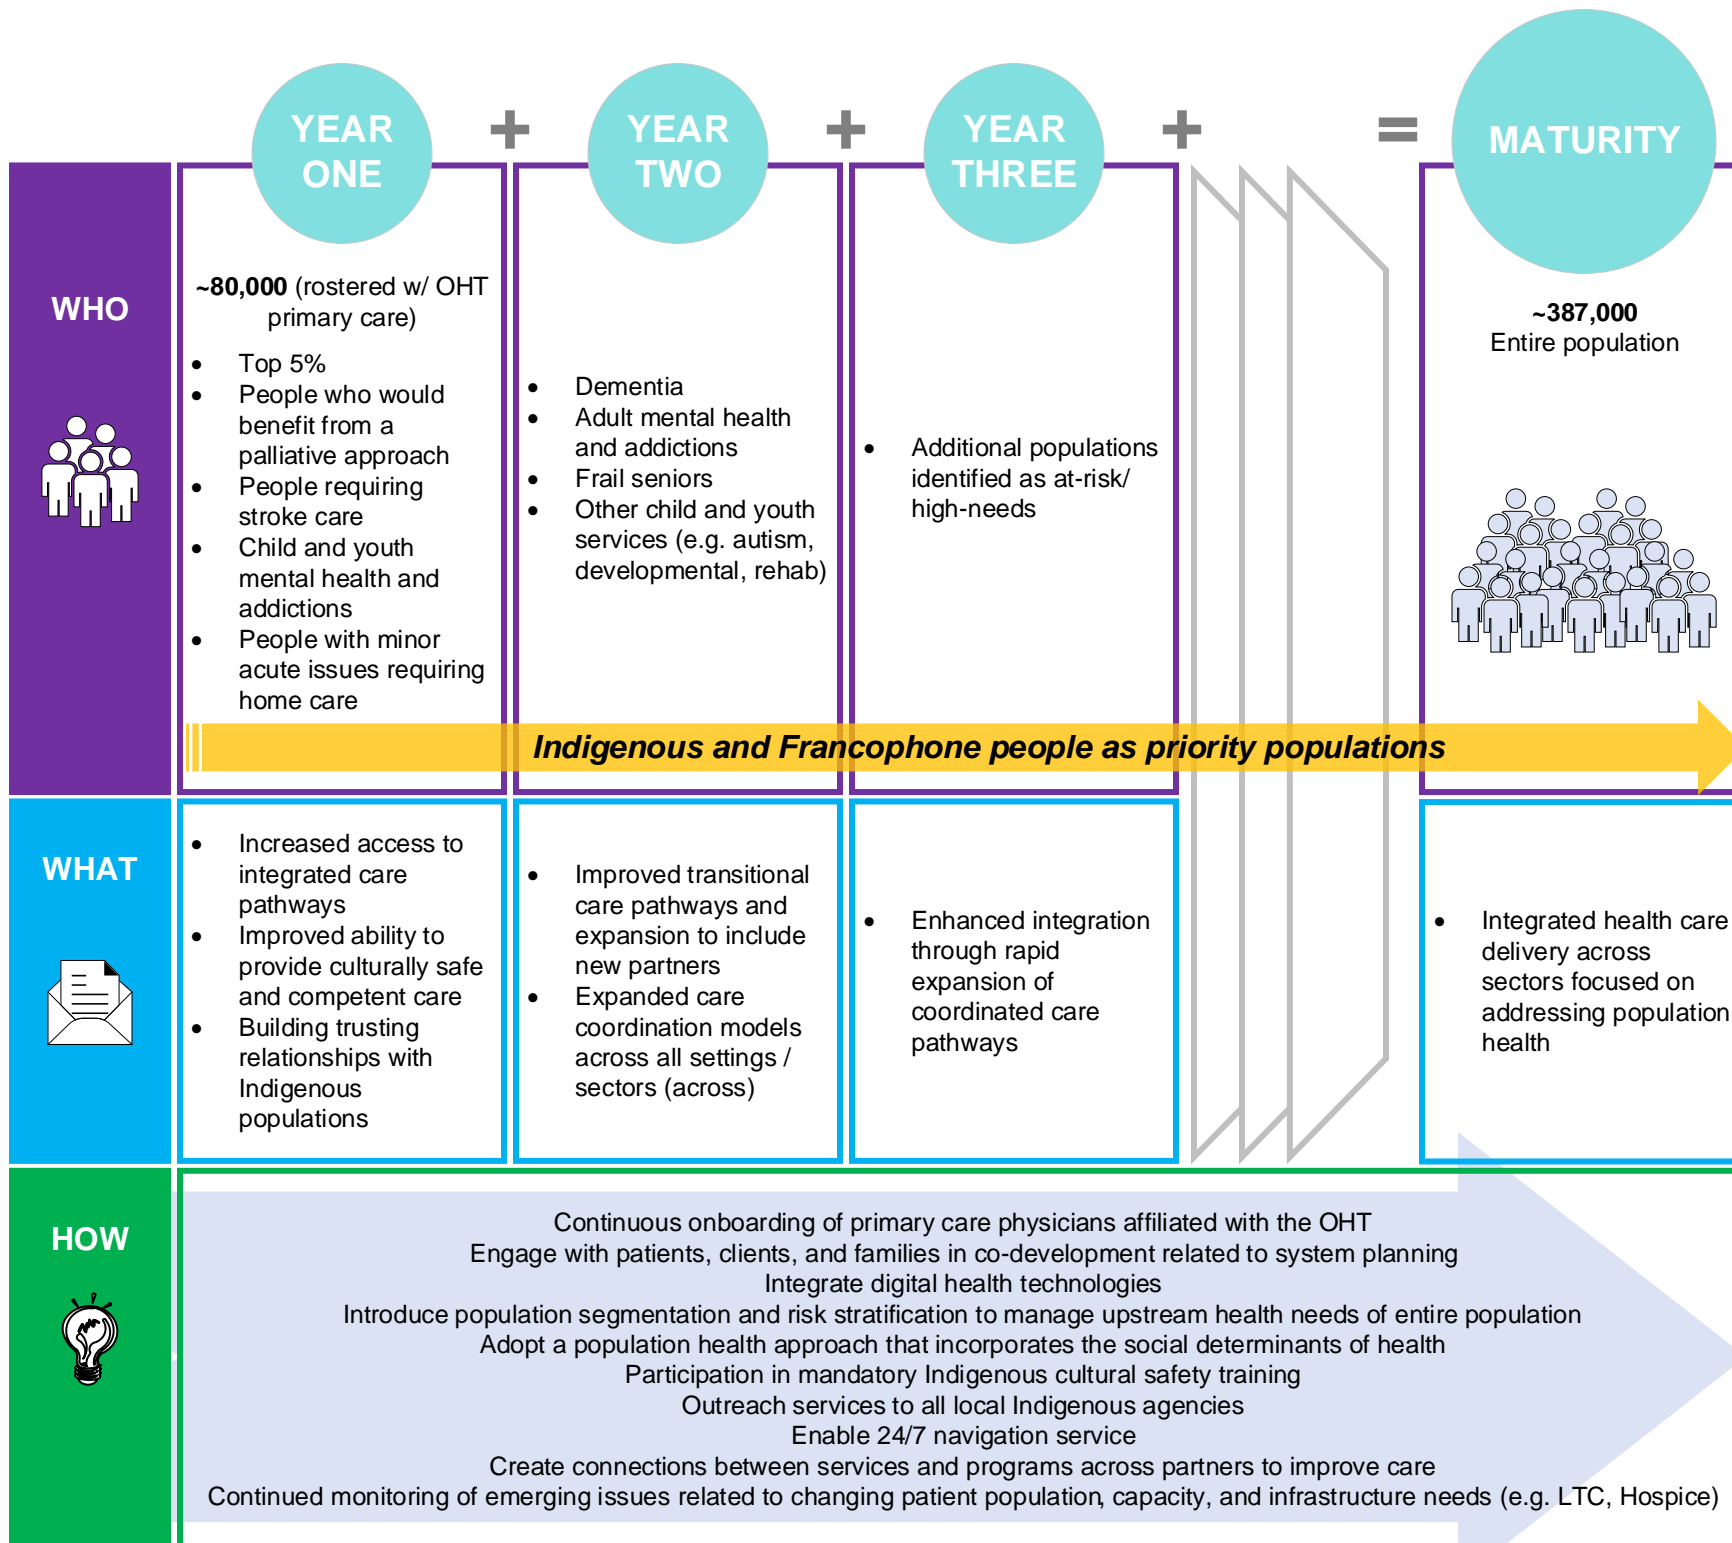 YEAR
ONE
+
YEAR
TWO
+
YEAR
THREE
+
=
MATURITY
WHO
~80,000 (rostered w/ OHT
primary care)
• Top 5%
• People who would
benefit from a
palliative approach
• People requiring
stroke care
• Child and youth
mental health and
addictions
• People with minor
acute issues requiring
home care
• Dementia
• Adult mental health
and addictions
• Frail seniors
• Other child and youth
services (e.g. autism,
developmental, rehab)
• Additional populations
identified as at-risk/
high-needs
~387,000
Entire population
Indigenous and Francophone people as priority populations
WHAT
• Increased access to
integrated care
pathways
• Improved ability to
provide culturally safe
and competent care
• Building trusting
relationships with
Indigenous
populations
• Improved transitional
care pathways and
expansion to include
new partners
• Expanded care
coordination models
across all settings /
sectors (across)
• Enhanced integration
through rapid
expansion of
coordinated care
pathways
• Integrated health care
delivery across
sectors focused on
addressing population
health
HOW
Continuous onboarding of primary care physicians affiliated with the OHT
Engage with patients, clients, and families in co-development related to system planning
Integrate digital health technologies
Introduce population segmentation and risk stratification to manage upstream health needs of entire population
Adopt a population health approach that incorporates the social determinants of health
Participation in mandatory Indigenous cultural safety training
Outreach services to all local Indigenous agencies
Enable 24/7 navigation service
Create connections between services and programs across partners to improve care
Continued monitoring of emerging issues related to changing patient population, capacity, and infrastructure needs (e.g. LTC, Hospice)